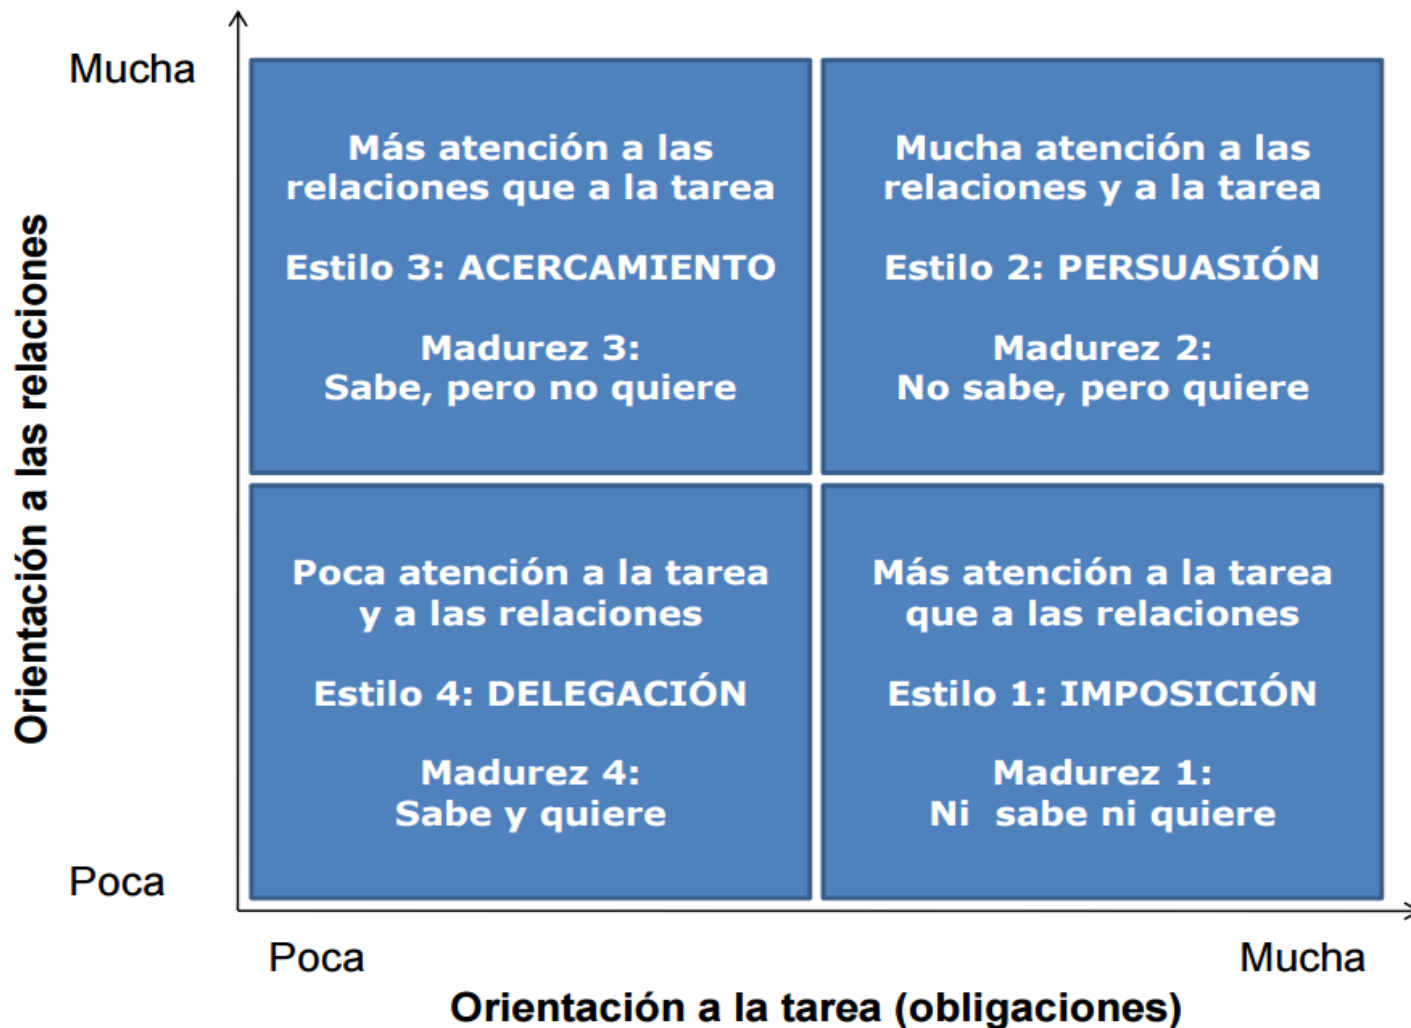 Mucha
Orientación a las relaciones
Más atención a las
relaciones que a la tarea
Estilo 3: ACERCAMIENTO
Madurez 3:
Sabe, pero no quiere
Mucha atención a las
relaciones y a la tarea
Estilo 2: PERSUASIÓN
Madurez 2:
No sabe, pero quiere
Poca atención a la tarea
y a las relaciones
Estilo 4: DELEGACIÓN
Madurez 4:
Sabe y quiere
Más atención a la tarea
que a las relaciones
Estilo 1: IMPOSICIÓN
Madurez 1:
Ni  sabe ni quiere
Poca
Poca
Mucha
Orientación a la tarea (obligaciones)